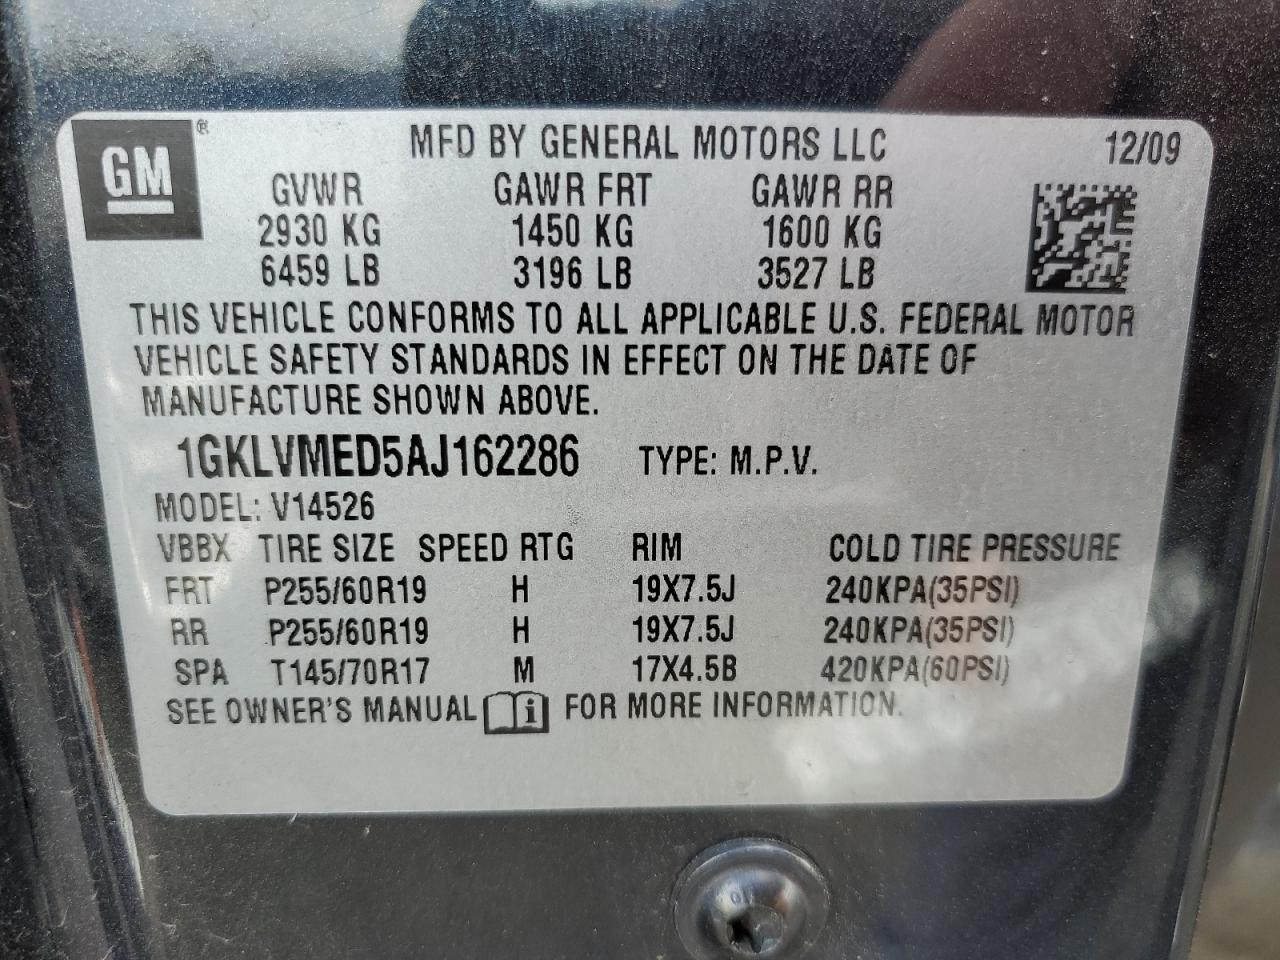 GM®
MFD BY GENERAL MOTORS LLC 12/09
GVWR GAWR FRT GAWR RR
2930 KG 1450 KG 1600 KG
6459 LB 3196 LB 3527 LB
THIS VEHICLE CONFORMS TO ALL APPLICABLE U.S. FEDERAL MOTOR
VEHICLE SAFETY STANDARDS IN EFFECT ON THE DATE OF
MANUFACTURE SHOWN ABOVE.
1GKLVMED5AJ162286 TYPE: M.P.V.
MODEL: V14526
VBBX TIRE SIZE SPEED RTG RIM COLD TIRE PRESSURE
FRT P255/60R19 H 19X7.5J 240KPA(35PSI)
RR P255/60R19 H 19X7.5J 240KPA(35PSI)
SPA T145/70R17 M 17X4.5B 420KPA(60PSI)
SEE OWNER'S MANUAL i FOR MORE INFORMATION.